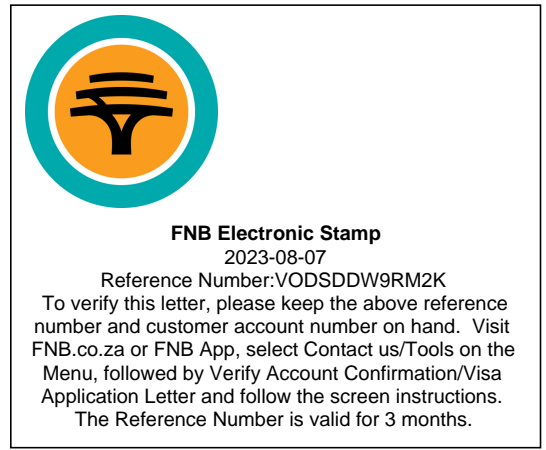 FNB Electronic Stamp
2023-08-07
Reference Number:VODSDDW9RM2K
To verify this letter, please keep the above reference
number and customer account number on hand.  Visit
FNB.co.za or FNB App, select Contact us/Tools on the
Menu, followed by Verify Account Confirmation/Visa
Application Letter and follow the screen instructions.
The Reference Number is valid for 3 months.